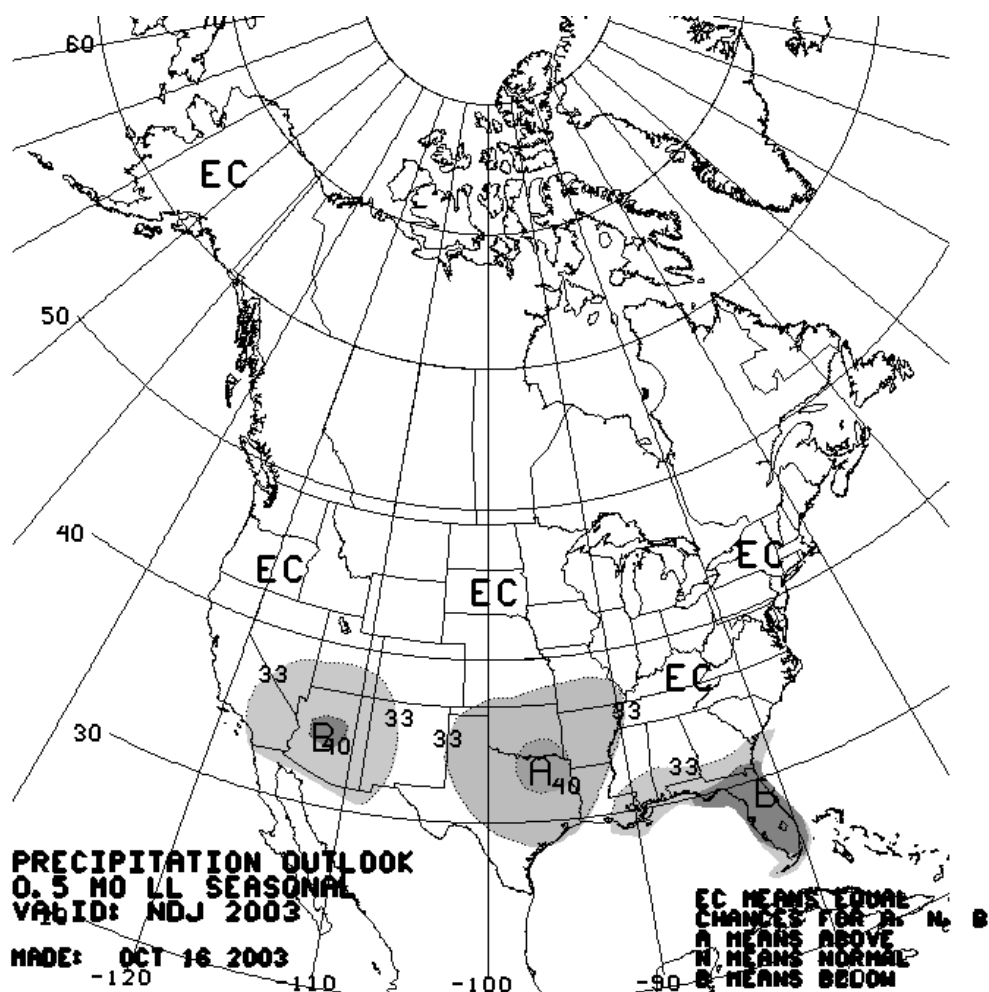 60
70
EC
50
40
EC
EC
EC
EC
33
33
33
33
33
30
B
40
A
40
B
PRECIPITATION OUTLOOK
0.5 MO LL SEASONAL
VALID: NDJ 2003
MADE: OCT 16 2003
EC MEANS EQUAL
CHANCES FOR A, N, B
A MEANS ABOVE
N MEANS NORMAL
B MEANS BELOW
-120
-110
-100
-90